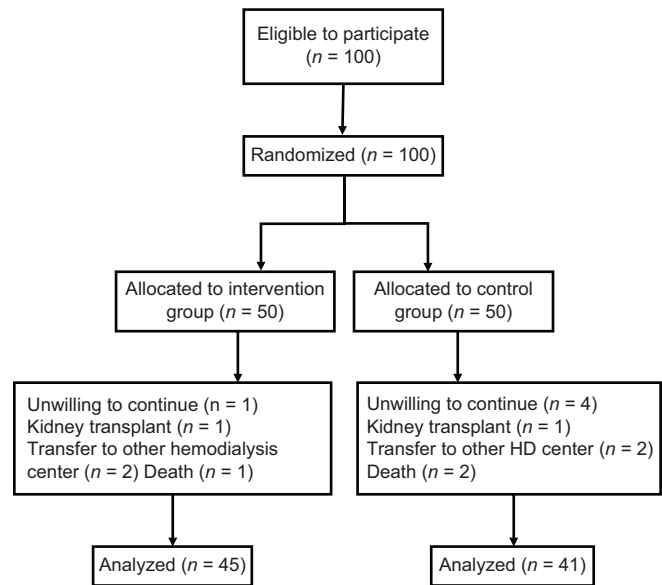 Eligible to participate
(n = 100)
Randomized (n = 100)
Allocated to intervention
group (n = 50)
Allocated to control
group (n = 50)
Unwilling to continue (n = 1)
Kidney transplant (n = 1)
Transfer to other hemodialysis
center (n = 2) Death (n = 1)
Unwilling to continue (n = 4)
Kidney transplant (n = 1)
Transfer to other HD center (n = 2)
Death (n = 2)
Analyzed (n = 45)
Analyzed (n = 41)